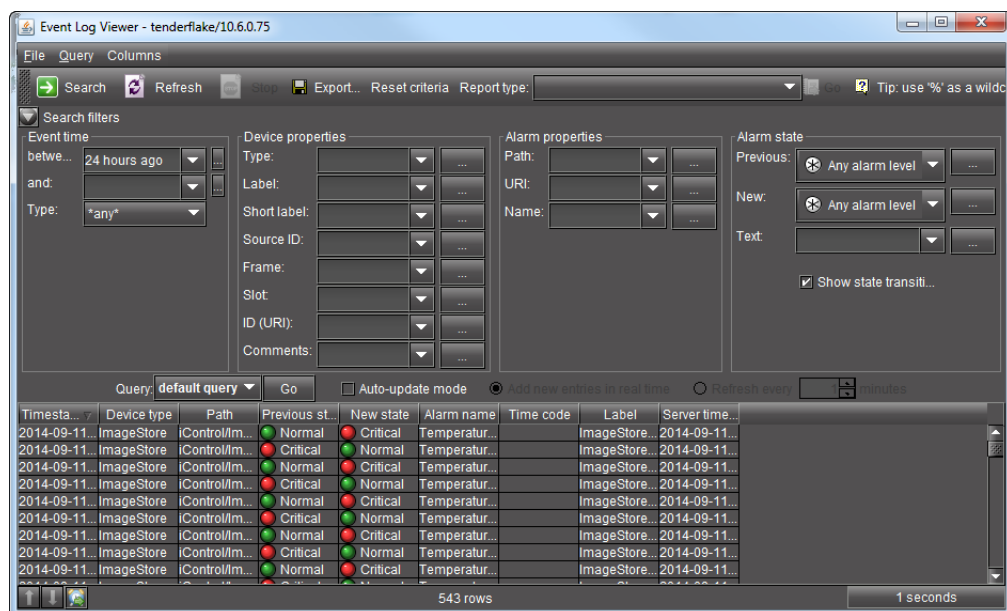 Event Log Viewer - tenderflake/10.6.0.75
File Query Columns
Search Refresh Stop Export... Reset criteria Report type: Go Tip: use '%' as a wildc
Search filters
Event time Device properties Alarm properties Alarm state
betwe... 24 hours ago ... Type: ... Path: ... Previous: Any alarm level ...
and: ... Label: ... URI: ... New: Any alarm level ...
Type: *any* Short label: ... Name: ... Text: ...
Source ID: ...
Frame: ... Show state transiti...
Slot: ...
ID (URI): ...
Comments: ...
Query: default query Go Auto-update mode Add new entries in real time Refresh every 1 minutes
Timesta... Device type Path Previous st... New state Alarm name Time code Label Server time...
2014-09-11... ImageStore iControl/Im... Normal Critical Temperatur... ImageStore... 2014-09-11...
2014-09-11... ImageStore iControl/Im... Critical Normal Temperatur... ImageStore... 2014-09-11...
2014-09-11... ImageStore iControl/Im... Normal Critical Temperatur... ImageStore... 2014-09-11...
2014-09-11... ImageStore iControl/Im... Critical Normal Temperatur... ImageStore... 2014-09-11...
2014-09-11... ImageStore iControl/Im... Normal Critical Temperatur... ImageStore... 2014-09-11...
2014-09-11... ImageStore iControl/Im... Critical Normal Temperatur... ImageStore... 2014-09-11...
2014-09-11... ImageStore iControl/Im... Normal Critical Temperatur... ImageStore... 2014-09-11...
2014-09-11... ImageStore iControl/Im... Critical Normal Temperatur... ImageStore... 2014-09-11...
2014-09-11... ImageStore iControl/Im... Normal Critical Temperatur... ImageStore... 2014-09-11...
543 rows 1 seconds